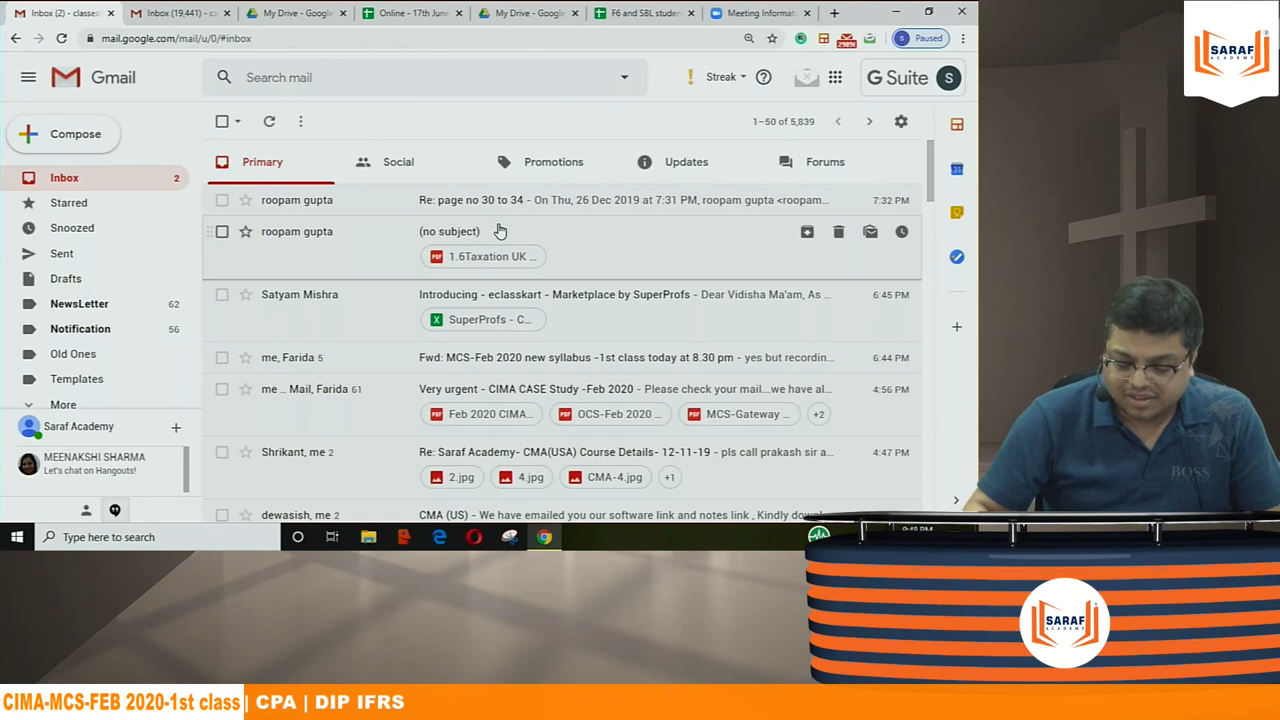 Inbox (2) - classes
Inbox (19,441) - ca
My Drive - Google
Online - 17th June
My Drive - Google
F6 and SBL studen
Meeting Informati
mail.google.com/mail/u/0/#inbox
Paused
Gmail
Search mail
Streak
G Suite
S
Compose
1–50 of 5,839
Primary
Social
Promotions
Updates
Forums
Inbox 2
Starred
Snoozed
Sent
Drafts
NewsLetter 62
Notification 56
Old Ones
Templates
More
Saraf Academy
MEENAKSHI SHARMA
Let's chat on Hangouts!
roopam gupta Re: page no 30 to 34 - On Thu, 26 Dec 2019 at 7:31 PM, roopam gupta <roopam... 7:32 PM
roopam gupta (no subject)
PDF 1.6Taxation UK ...
Satyam Mishra Introducing - eclasskart - Marketplace by SuperProfs - Dear Vidisha Ma'am, As ... 6:45 PM
X SuperProfs - C...
me, Farida 5 Fwd: MCS-Feb 2020 new syllabus -1st class today at 8.30 pm - yes but recordin... 6:44 PM
me .. Mail, Farida 61 Very urgent - CIMA CASE Study -Feb 2020 - Please check your mail...we have al... 4:56 PM
PDF Feb 2020 CIMA... PDF OCS-Feb 2020 ... PDF MCS-Gateway ... +2
Shrikant, me 2 Re: Saraf Academy- CMA(USA) Course Details- 12-11-19 - pls call prakash sir a... 4:47 PM
2.jpg 4.jpg CMA-4.jpg +1
dewasish, me 2 CMA (US) - We have emailed you our software link and notes link , Kindly down...
Type here to search
SARAF
ACADEMY
BOSS
SARAF
ACADEMY
CIMA-MCS-FEB 2020-1st class | CPA | DIP IFRS